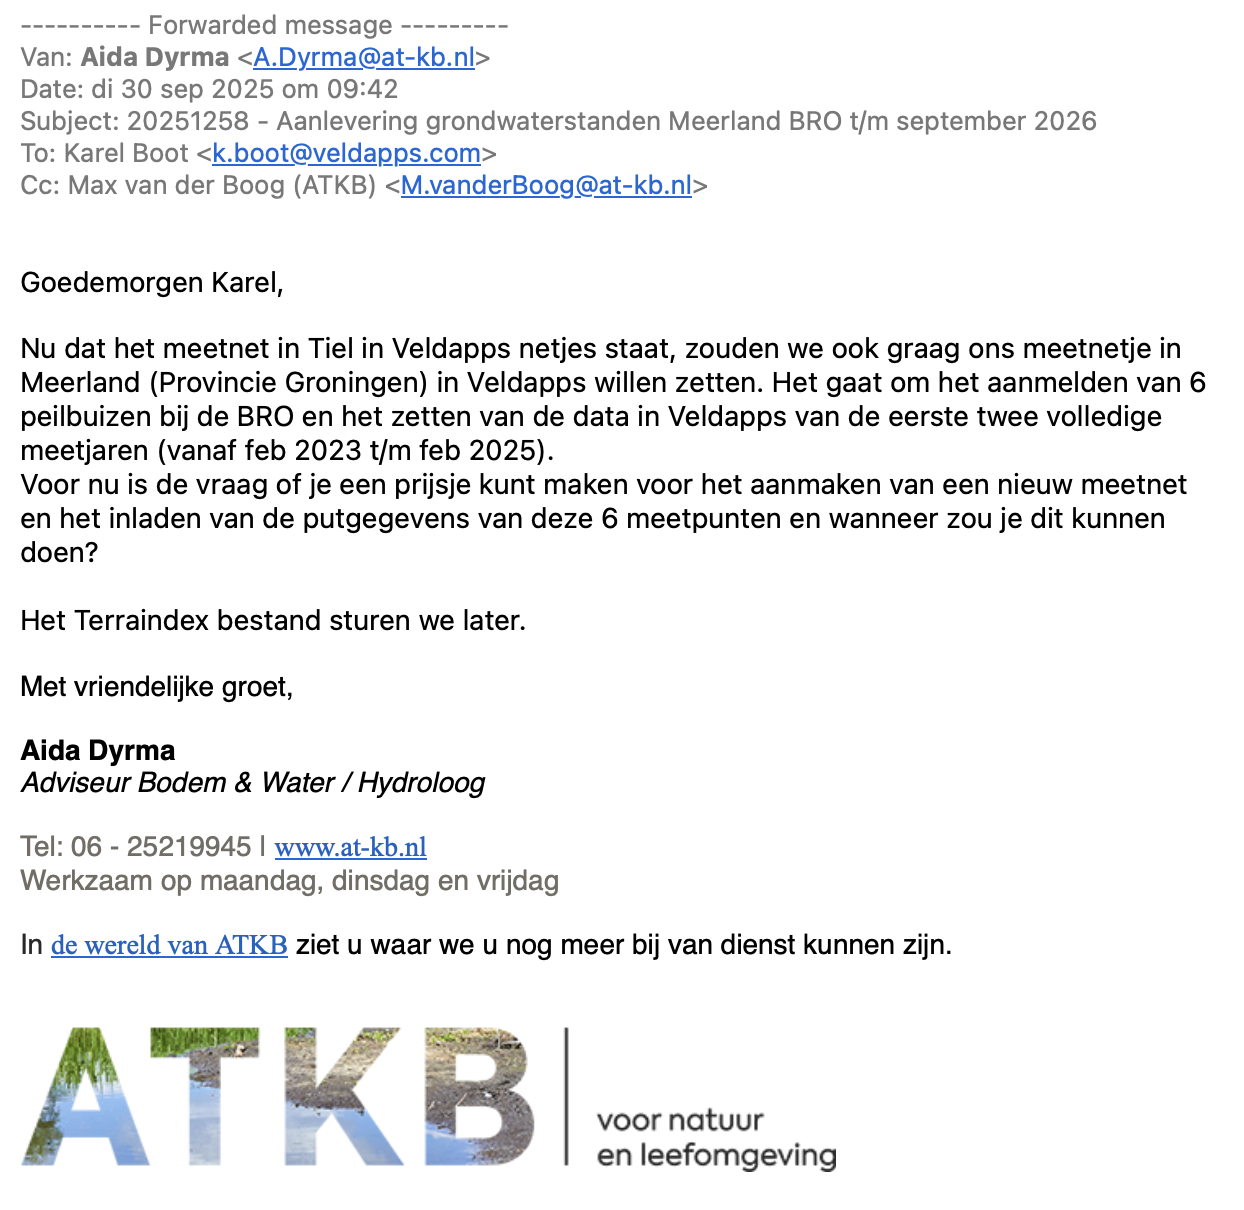 ---------- Forwarded message ---------
Van: Aida Dyrma <A.Dyrma@at-kb.nl>
Date: di 30 sep 2025 om 09:42
Subject: 20251258 - Aanlevering grondwaterstanden Meerland BRO t/m september 2026
To: Karel Boot <k.boot@veldapps.com>
Cc: Max van der Boog (ATKB) <M.vanderBoog@at-kb.nl>
Goedemorgen Karel,
Nu dat het meetnet in Tiel in Veldapps netjes staat, zouden we ook graag ons meetnetje in
Meerland (Provincie Groningen) in Veldapps willen zetten. Het gaat om het aanmelden van 6
peilbuizen bij de BRO en het zetten van de data in Veldapps van de eerste twee volledige
meetjaren (vanaf feb 2023 t/m feb 2025).
Voor nu is de vraag of je een prijsje kunt maken voor het aanmaken van een nieuw meetnet
en het inladen van de putgegevens van deze 6 meetpunten en wanneer zou je dit kunnen
doen?
Het Terraindex bestand sturen we later.
Met vriendelijke groet,
Aida Dyrma
Adviseur Bodem & Water / Hydroloog
Tel: 06 - 25219945 | www.at-kb.nl
Werkzaam op maandag, dinsdag en vrijdag
In de wereld van ATKB ziet u waar we u nog meer bij van dienst kunnen zijn.
ATKB
voor natuur
en leefomgeving